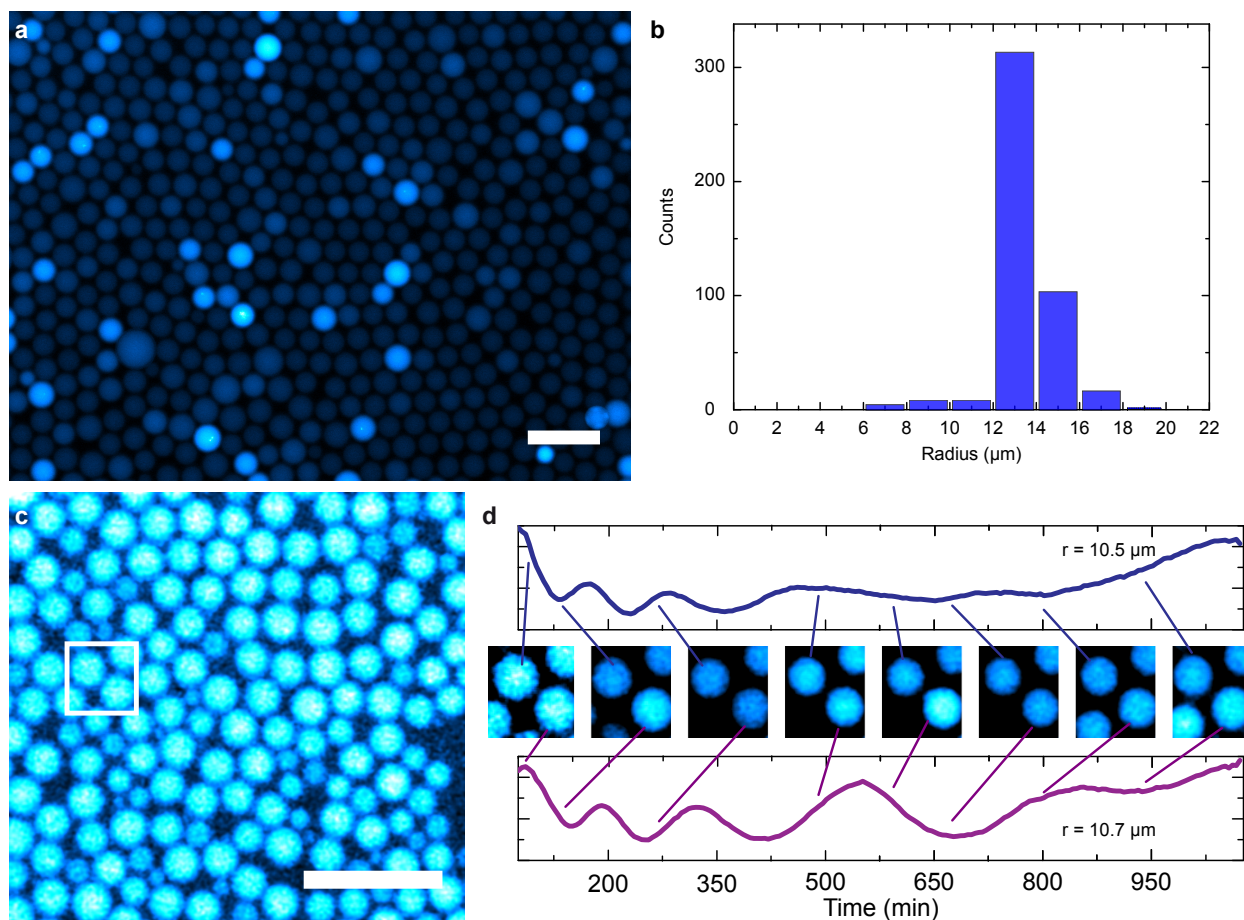 a
b
300
200
100
0
Counts
0 2 4 6 8 10 12 14 16 18 20 22
Radius (µm)
c
d
r = 10.5 µm
r = 10.7 µm
200 350 500 650 800 950
Time (min)